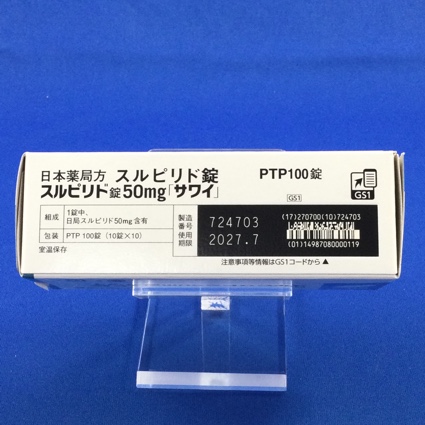 日本薬局方 スルピリド錠
スルピリド錠50mg「サワイ」
PTP100錠
GS1
GS1
組成 1錠中、
日局スルピリド50mg含有
包装 PTP 100錠（10錠×10）
室温保存
製造番号 724703
使用期限 2027.7
(17)270700(10)724703
(01)14987080000119
注意事項等情報はGS1コードから▲